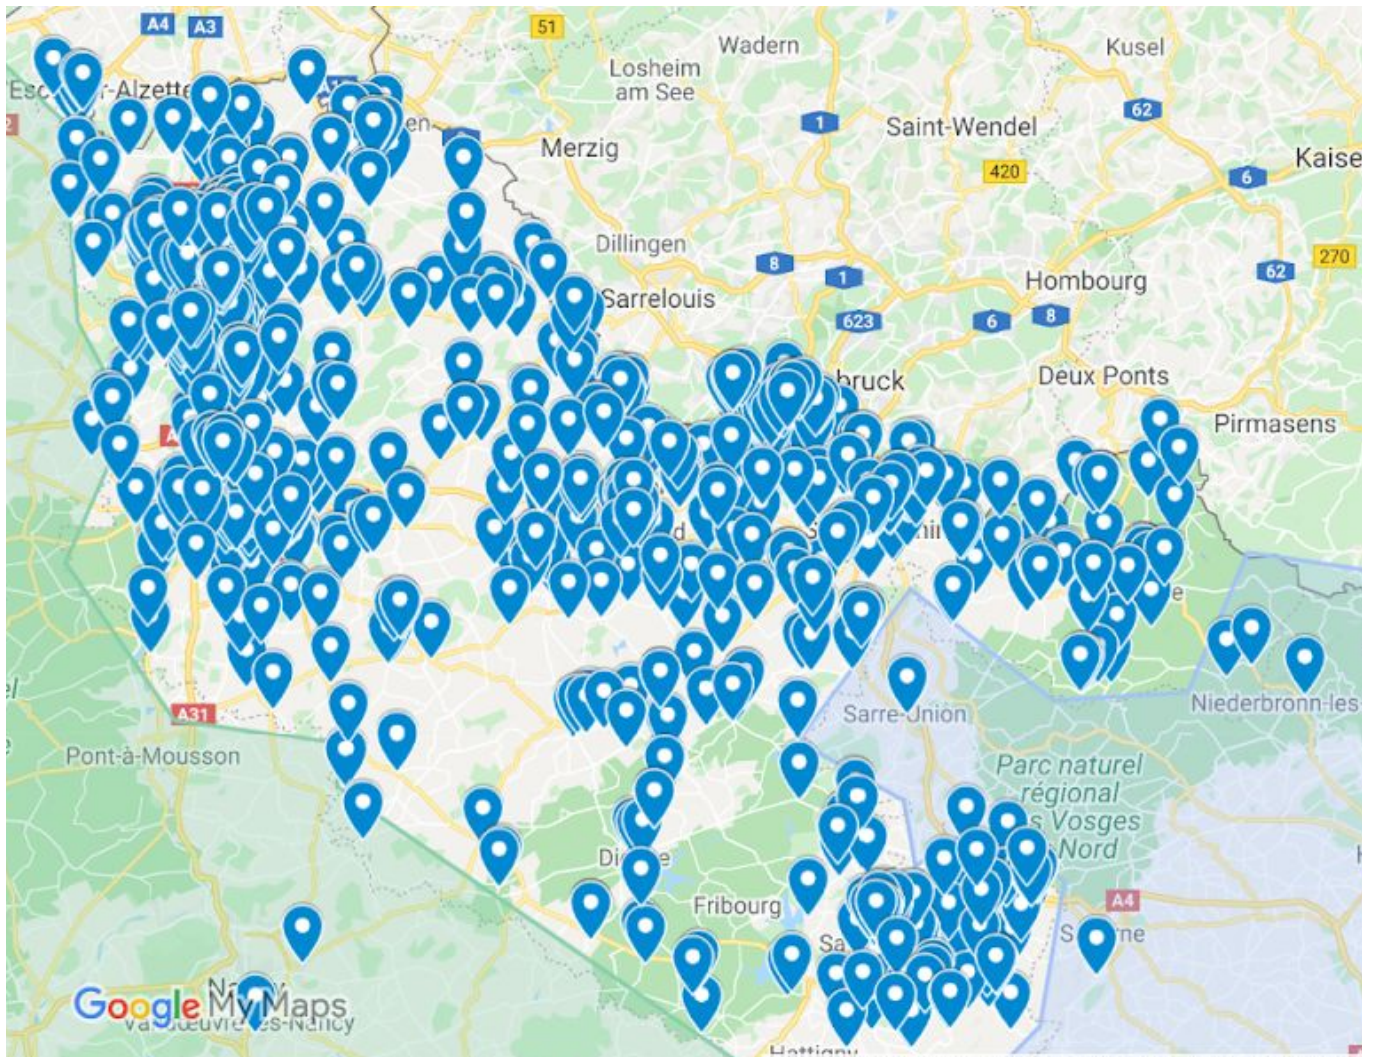 A4
A3
51
Wadern
Kusel
Losheim
am See
62
1
Merzig
Saint-Wendel
420
Kaise
6
Dillingen
8
1
270
62
Sarrelouis
Hombourg
623
6
8
bruck
Deux Ponts
Pirmasens
A31
Sarre-Union
Niederbronn-les
Pont-à-Mousson
Parc naturel
régional
s Vosges
Nord
Fribourg
A4
Google My Maps
Hattigny